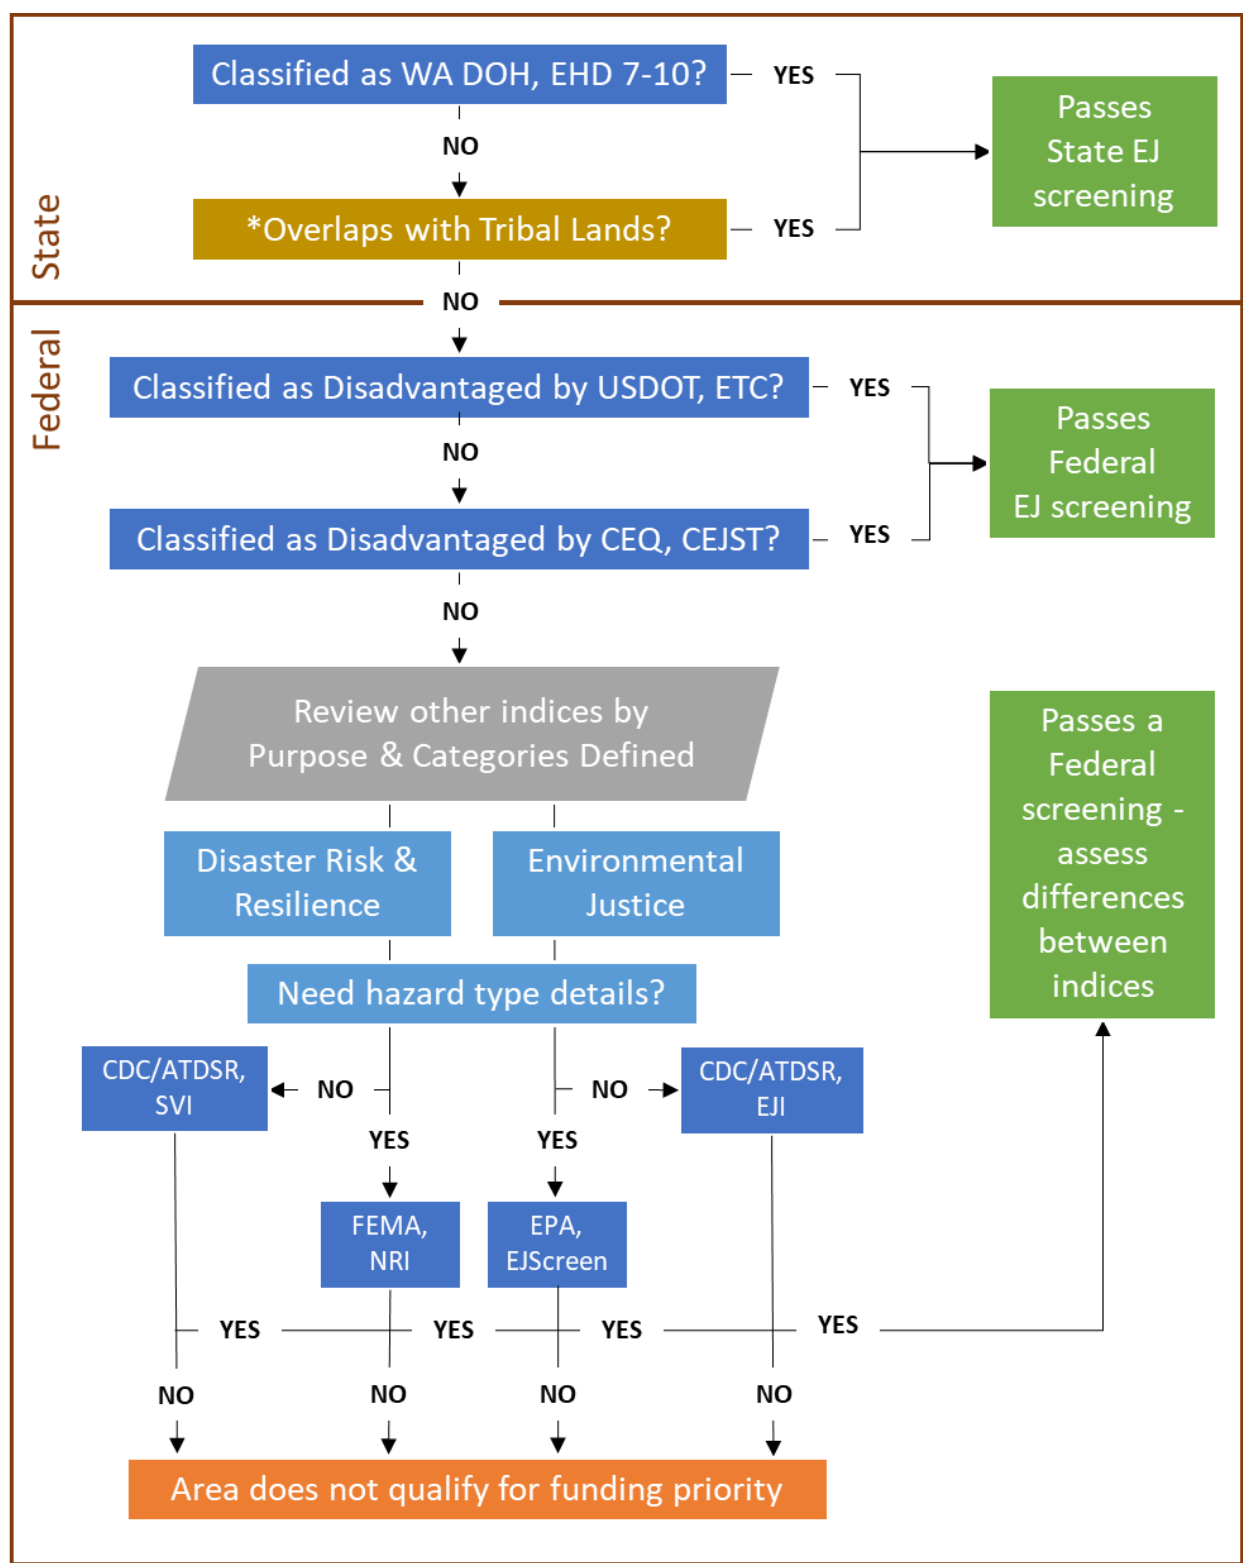 State
Classified as WA DOH, EHD 7-10?
YES
NO
Passes
State EJ
screening
*Overlaps with Tribal Lands?
YES
NO
Federal
Classified as Disadvantaged by USDOT, ETC?
YES
NO
Passes
Federal
EJ screening
Classified as Disadvantaged by CEQ, CEJST?
YES
NO
Review other indices by
Purpose & Categories Defined
Disaster Risk &
Resilience
Environmental
Justice
Passes a
Federal
screening -
assess
differences
between
indices
Need hazard type details?
CDC/ATDSR,
SVI
NO
NO
CDC/ATDSR,
EJI
YES
YES
FEMA,
NRI
EPA,
EJScreen
YES
YES
YES
YES
NO
NO
NO
NO
Area does not qualify for funding priority